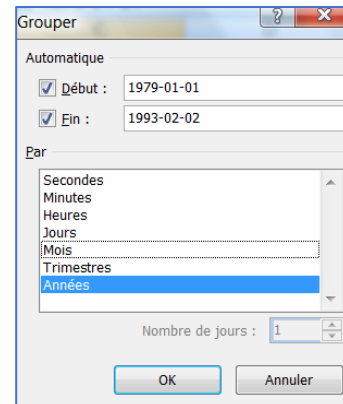 Grouper
Automatique
Début : 1979-01-01
Fin : 1993-02-02
Par
Secondes
Minutes
Heures
Jours
Mois
Trimestres
Années
Nombre de jours : 1
OK Annuler